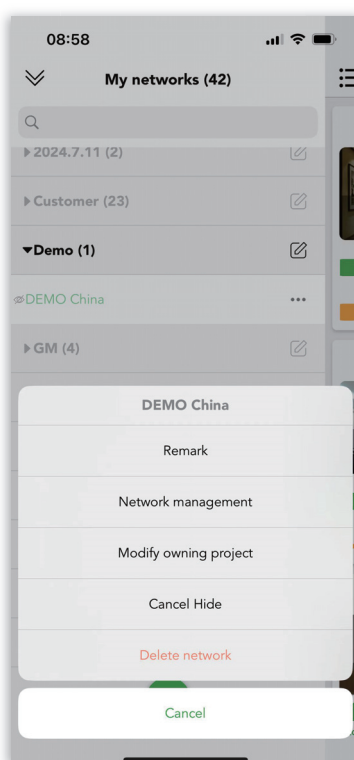 08:58
My networks (42)
2024.7.11 (2)
Customer (23)
Demo (1)
DEMO China
GM (4)
DEMO China
Remark
Network management
Modify owning project
Cancel Hide
Delete network
Cancel